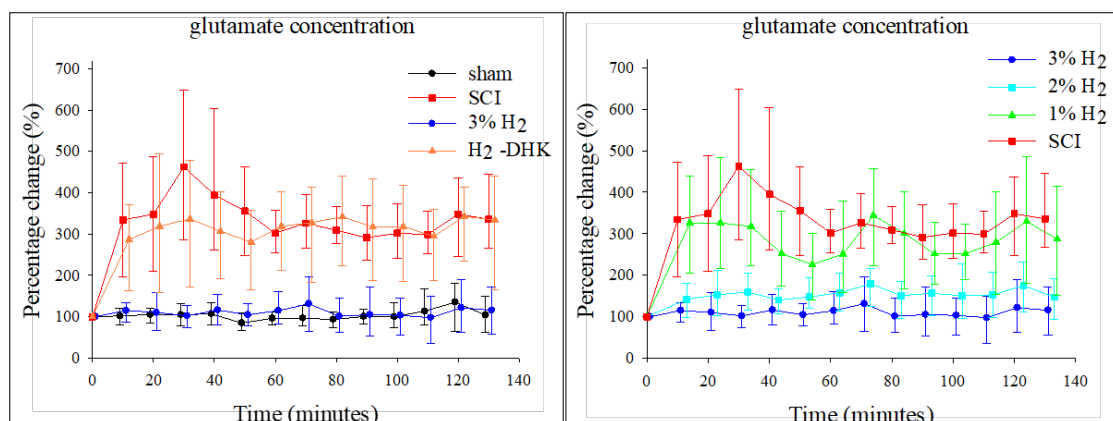 glutamate concentration
sham
SCI
3% H2
H2 -DHK
Percentage change (%)
700
600
500
400
300
200
100
0
0 20 40 60 80 100 120 140
Time (minutes)
glutamate concentration
3% H2
2% H2
1% H2
SCI
Percentage change (%)
700
600
500
400
300
200
100
0
0 20 40 60 80 100 120 140
Time (minutes)